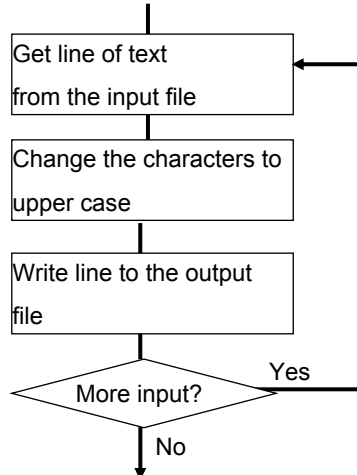 Get line of text
from the input file
Change the characters to
upper case
Write line to the output
file
More input?
Yes
No